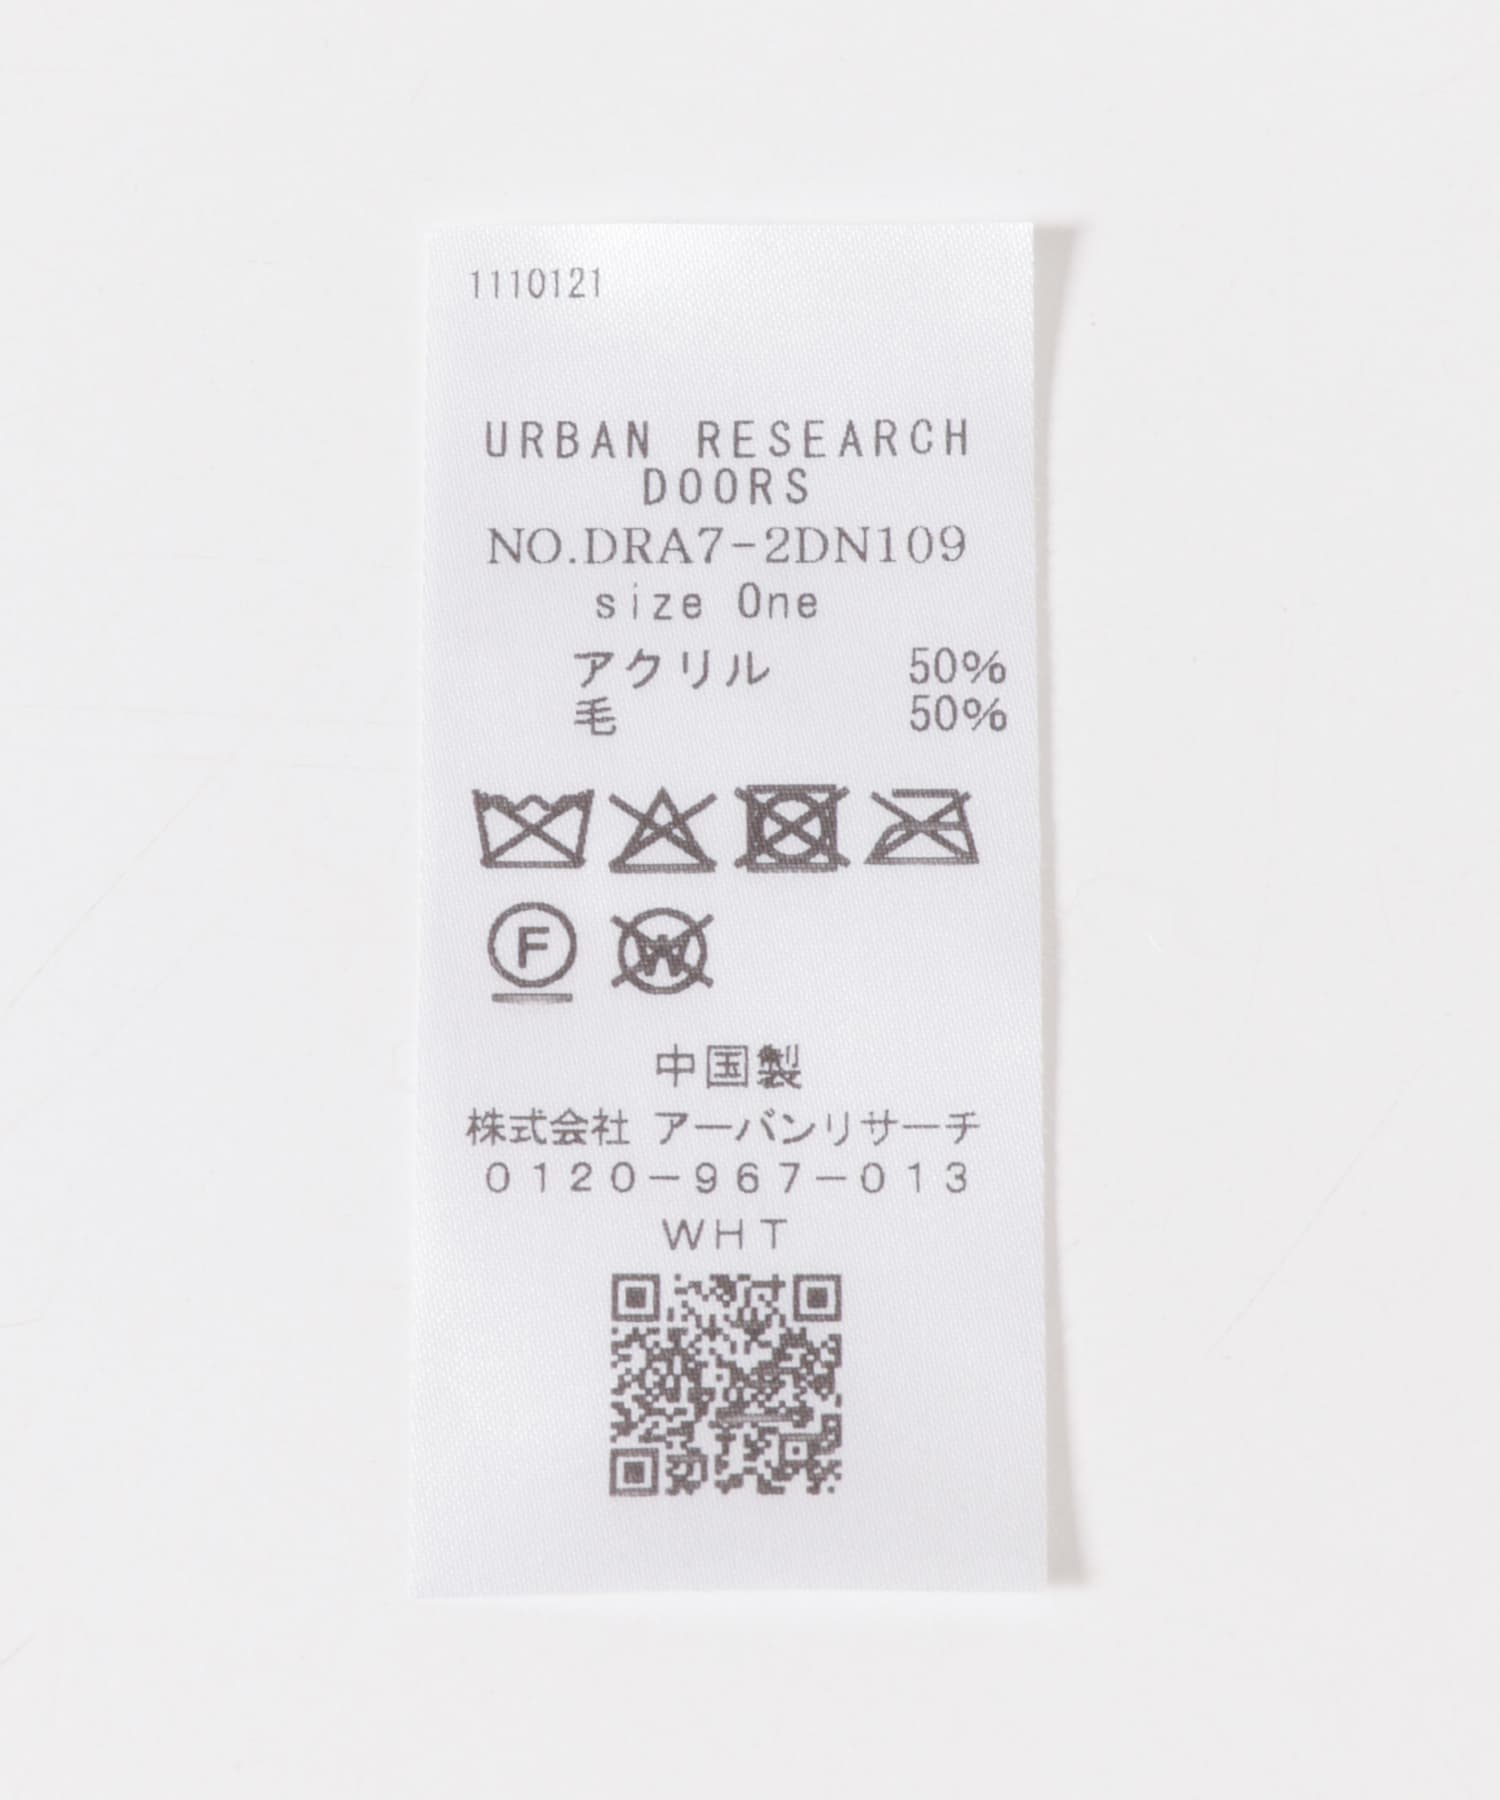 1110121
URBAN RESEARCH
DOORS
NO.DRA7-2DN109
size One
アクリル 50%
毛 50%
F W
中国製
株式会社 アーバンリサーチ
0120-967-013
WHT